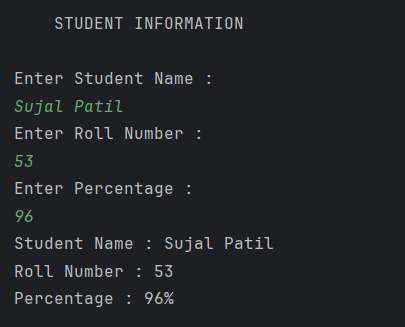 STUDENT INFORMATION
Enter Student Name :
Sujal Patil
Enter Roll Number :
53
Enter Percentage :
96
Student Name : Sujal Patil
Roll Number : 53
Percentage : 96%